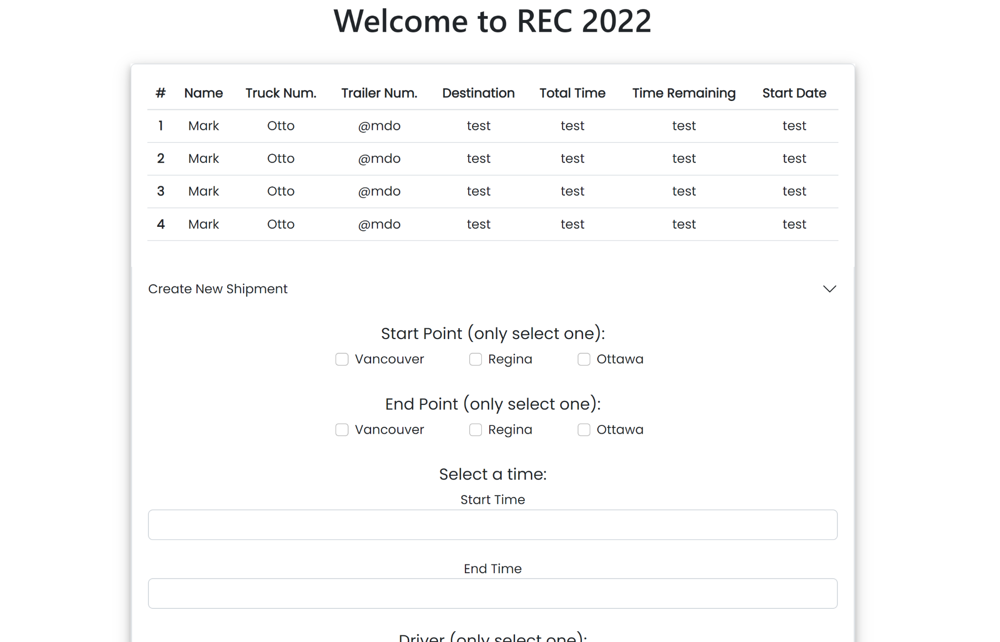 Welcome to REC 2022
# Name Truck Num. Trailer Num. Destination Total Time Time Remaining Start Date
1 Mark Otto @mdo test test test test
2 Mark Otto @mdo test test test test
3 Mark Otto @mdo test test test test
4 Mark Otto @mdo test test test test
Create New Shipment
Start Point (only select one):
Vancouver Regina Ottawa
End Point (only select one):
Vancouver Regina Ottawa
Select a time:
Start Time
End Time
Driver (only select one):